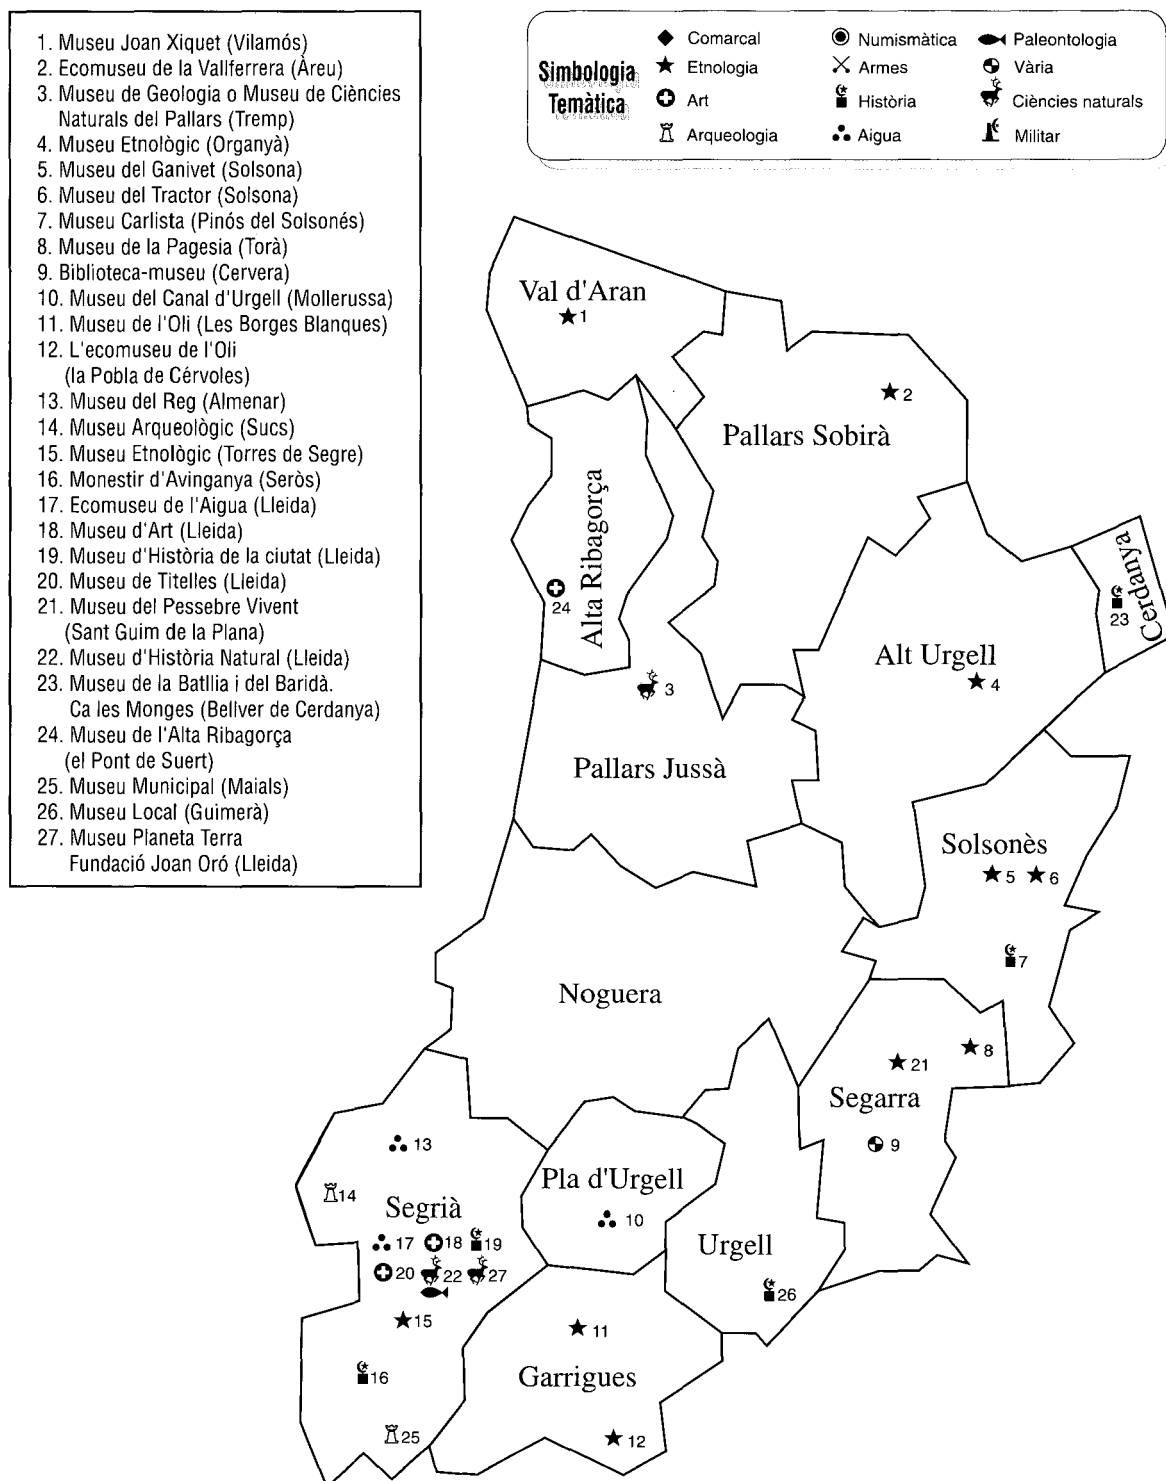 1. Museu Joan Xiquet (Vilamós)
2. Ecomuseu de la Vallferrera (Àreu)
3. Museu de Geologia o Museu de Ciències
Naturals del Pallars (Tremp)
4. Museu Etnològic (Organyà)
5. Museu del Ganivet (Solsona)
6. Museu del Tractor (Solsona)
7. Museu Carlista (Pinós del Solsonés)
8. Museu de la Pagesia (Torà)
9. Biblioteca-museu (Cervera)
10. Museu del Canal d'Urgell (Mollerussa)
11. Museu de l'Oli (Les Borges Blanques)
12. L'ecomuseu de l'Oli
(la Pobla de Cérvoles)
13. Museu del Reg (Almenar)
14. Museu Arqueològic (Sucs)
15. Museu Etnològic (Torres de Segre)
16. Monestir d'Avinganya (Seròs)
17. Ecomuseu de l'Aigua (Lleida)
18. Museu d'Art (Lleida)
19. Museu d'Història de la ciutat (Lleida)
20. Museu de Titelles (Lleida)
21. Museu del Pessebre Vivent
(Sant Guim de la Plana)
22. Museu d'Història Natural (Lleida)
23. Museu de la Batllia i del Baridà.
Ca les Monges (Bellver de Cerdanya)
24. Museu de l'Alta Ribagorça
(el Pont de Suert)
25. Museu Municipal (Maials)
26. Museu Local (Guimerà)
27. Museu Planeta Terra
Fundació Joan Oró (Lleida)
Simbologia
Temàtica
Comarcal
Etnologia
Art
Arqueologia
Numismàtica
Armes
Història
Aigua
Paleontologia
Vària
Ciències naturals
Militar
Val d'Aran
1
2
Pallars Sobirà
Alta Ribagorça
24
Cerdanya
23
Alt Urgell
4
3
Pallars Jussà
Solsonès
5 6
7
Noguera
8
21
Segarra
9
13
14
Segrià
17 18 19
20 22 27
15
16
25
Pla d'Urgell
10
Urgell
26
11
Garrigues
12